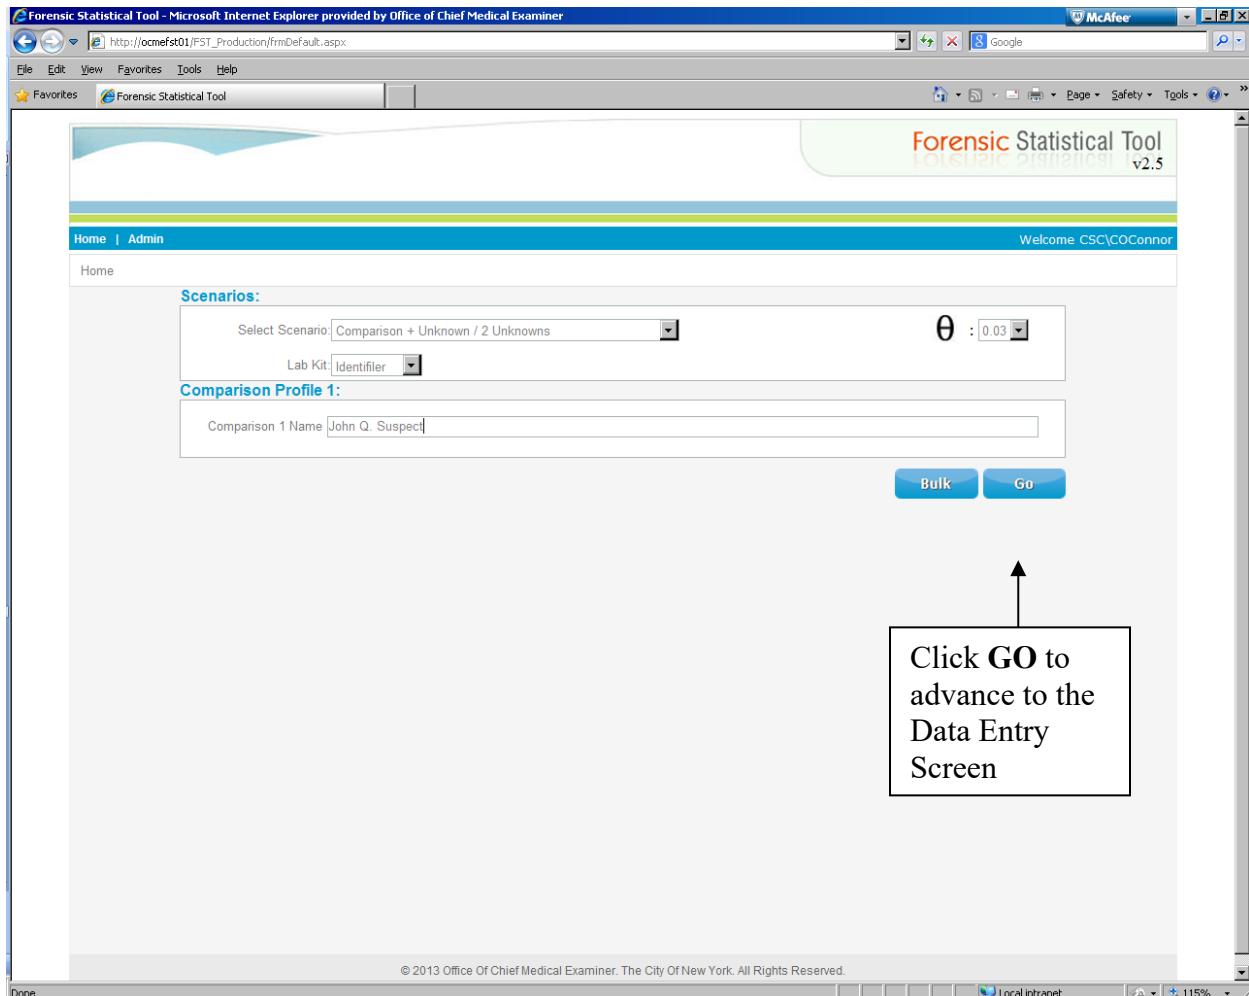 Forensic Statistical Tool - Microsoft Internet Explorer provided by Office of Chief Medical Examiner
McAfee
http://ocmefst01/FST_Production/frmDefault.aspx
Google
File Edit View Favorites Tools Help
Favorites Forensic Statistical Tool
Page Safety Tools
Forensic Statistical Tool
v2.5
Home | Admin
Welcome CSC\COConnor
Home
Scenarios:
Select Scenario: Comparison + Unknown / 2 Unknowns
θ : 0.03
Lab Kit: Identifiler
Comparison Profile 1:
Comparison 1 Name John Q. Suspect
Bulk Go
Click GO to
advance to the
Data Entry
Screen
© 2013 Office Of Chief Medical Examiner. The City Of New York. All Rights Reserved.
Done
Local intranet
115%